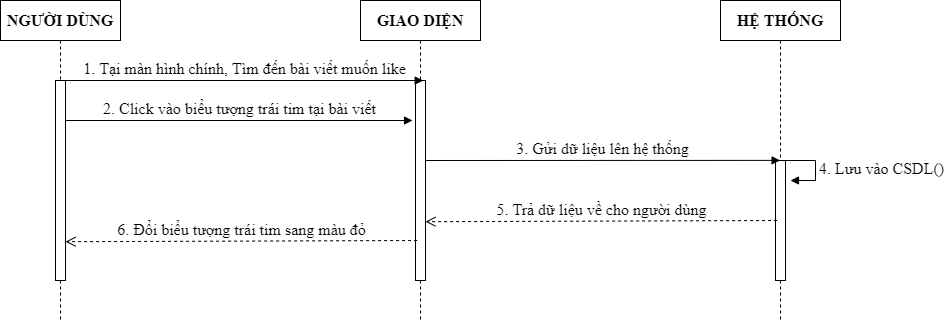 NGƯỜI DÙNG
GIAO DIỆN
HỆ THỐNG
1. Tại màn hình chính, Tìm đến bài viết muốn like
2. Click vào biểu tượng trái tim tại bài viết
3. Gửi dữ liệu lên hệ thống
4. Lưu vào CSDL()
5. Trả dữ liệu về cho người dùng
6. Đổi biểu tượng trái tim sang màu đỏ